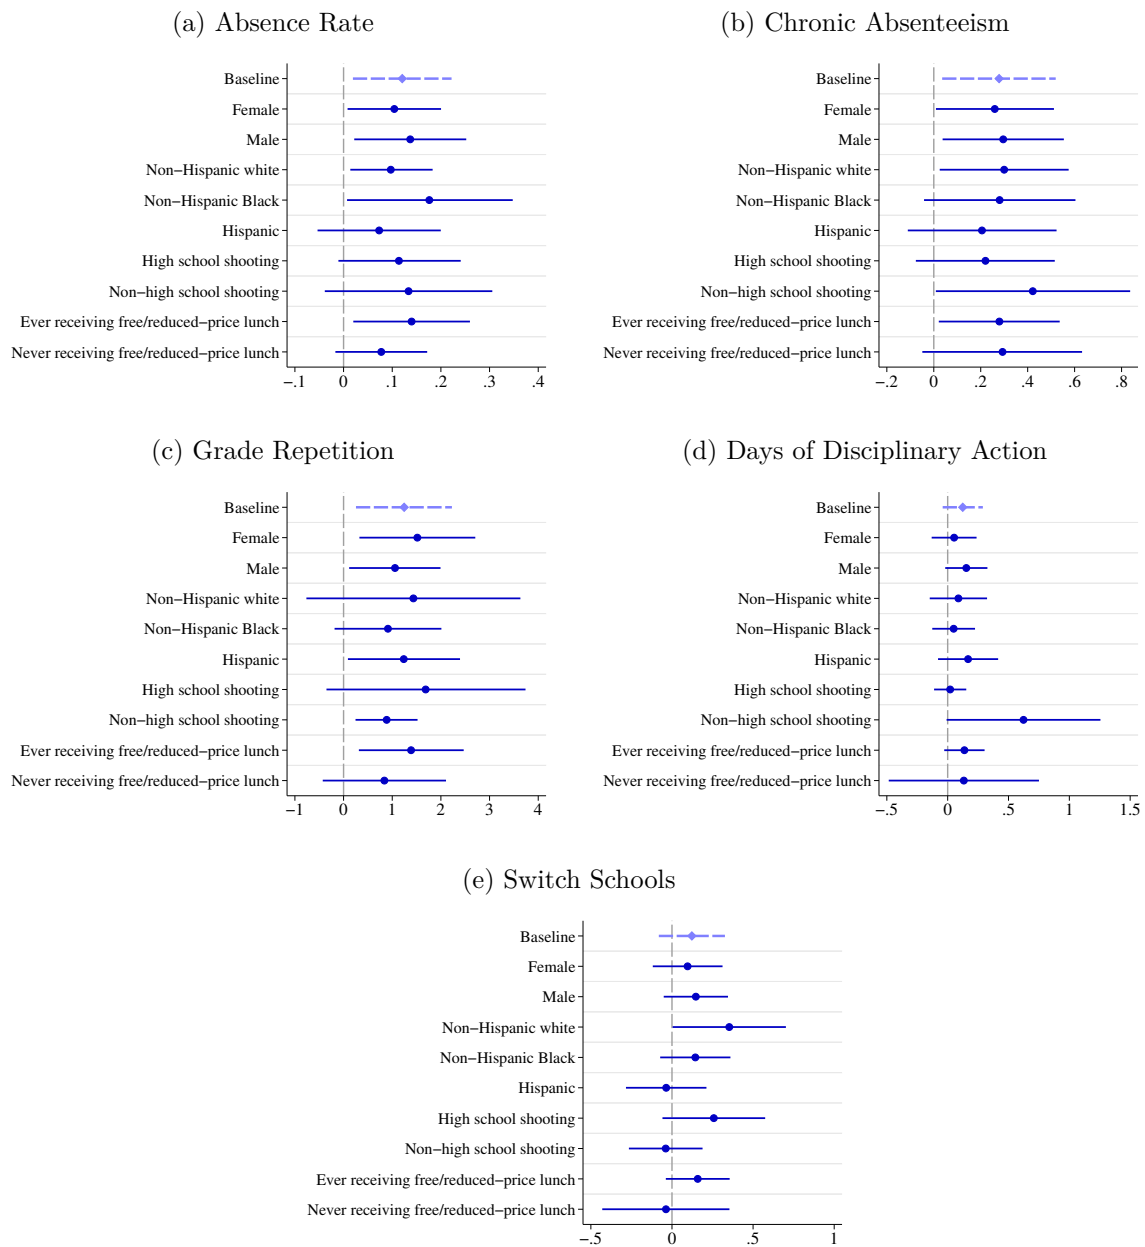 (a) Absence Rate
Baseline
Female
Male
Non−Hispanic white
Non−Hispanic Black
Hispanic
High school shooting
Non−high school shooting
Ever receiving free/reduced−price lunch
Never receiving free/reduced−price lunch
−.1 0 .1 .2 .3 .4
(b) Chronic Absenteeism
Baseline
Female
Male
Non−Hispanic white
Non−Hispanic Black
Hispanic
High school shooting
Non−high school shooting
Ever receiving free/reduced−price lunch
Never receiving free/reduced−price lunch
−.2 0 .2 .4 .6 .8
(c) Grade Repetition
Baseline
Female
Male
Non−Hispanic white
Non−Hispanic Black
Hispanic
High school shooting
Non−high school shooting
Ever receiving free/reduced−price lunch
Never receiving free/reduced−price lunch
−1 0 1 2 3 4
(d) Days of Disciplinary Action
Baseline
Female
Male
Non−Hispanic white
Non−Hispanic Black
Hispanic
High school shooting
Non−high school shooting
Ever receiving free/reduced−price lunch
Never receiving free/reduced−price lunch
−.5 0 .5 1 1.5
(e) Switch Schools
Baseline
Female
Male
Non−Hispanic white
Non−Hispanic Black
Hispanic
High school shooting
Non−high school shooting
Ever receiving free/reduced−price lunch
Never receiving free/reduced−price lunch
−.5 0 .5 1